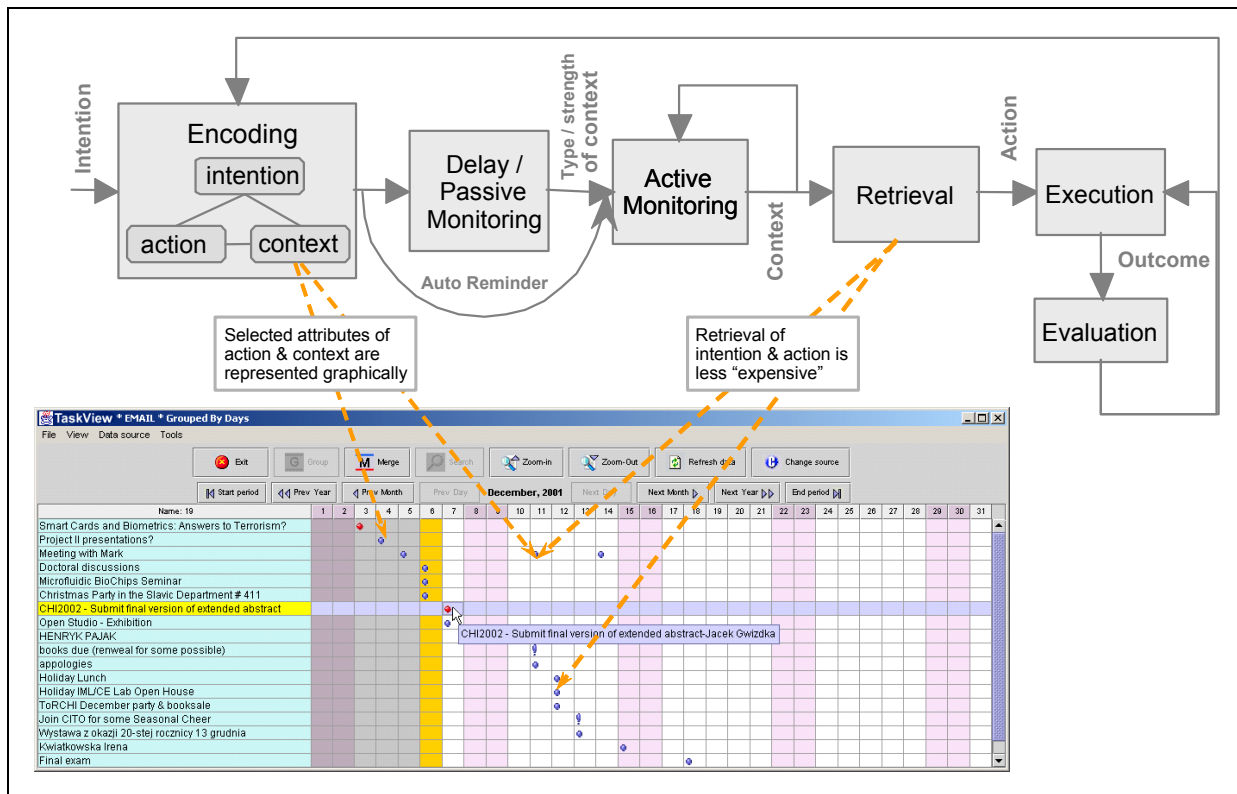 Intention
Encoding
intention
action
context
Delay /
Passive
Monitoring
Auto Reminder
Type / strength
of context
Active
Monitoring
Context
Retrieval
Action
Execution
Outcome
Evaluation
Selected attributes of
action & context are
represented graphically
Retrieval of
intention & action is
less “expensive”
TaskView * EMAIL * Grouped By Days
File View Data source Tools
Exit G Group M Merge Search Zoom-in Zoom-Out Refresh data Change source
Start period Prev Year Prev Month Prev Day December, 2001 Next Day Next Month Next Year End period
Name: 19 1 2 3 4 5 6 7 8 9 10 11 12 13 14 15 16 17 18 19 20 21 22 23 24 25 26 27 28 29 30 31
Smart Cards and Biometrics: Answers to Terrorism?
Project II presentations?
Meeting with Mark
Doctoral discussions
Microfluidic BioChips Seminar
Christmas Party in the Slavic Department # 411
CHI2002 - Submit final version of extended abstract
Open Studio - Exhibition
CHI2002 - Submit final version of extended abstract-Jacek Gwizdka
HENRYK PAJAK
books due (renweal for some possible)
appologies
Holiday Lunch
Holiday IML/CE Lab Open House
ToRCHI December party & booksale
Join CITO for some Seasonal Cheer
Wystawa z okazji 20-stej rocznicy 13 grudnia
Kwiatkowska Irena
Final exam